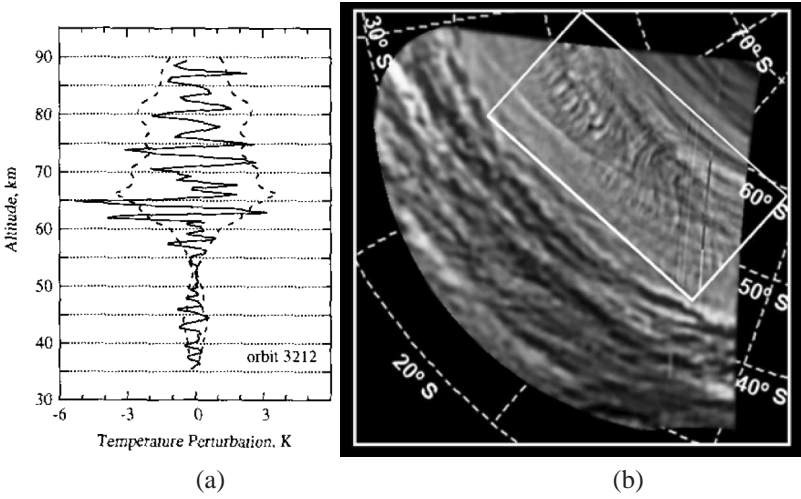 90
80
70
60
50
40
30
Altitude, km
orbit 3212
-6 -3 0 3
Temperature Perturbation, K
(a)
30° S
70° S
60° S
50° S
40° S
20° S
(b)